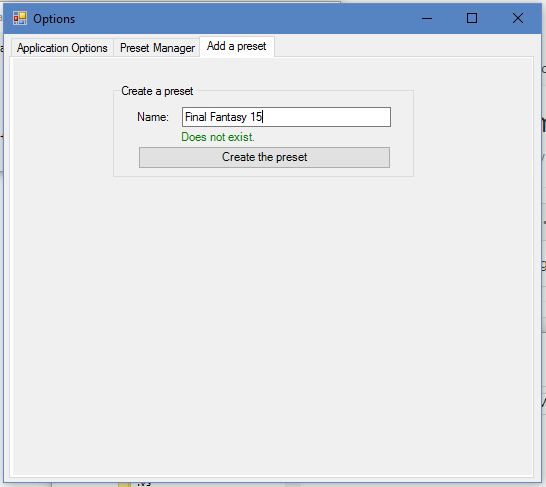 Options
Application Options Preset Manager Add a preset
Create a preset
Name: Final Fantasy 15
Does not exist.
Create the preset